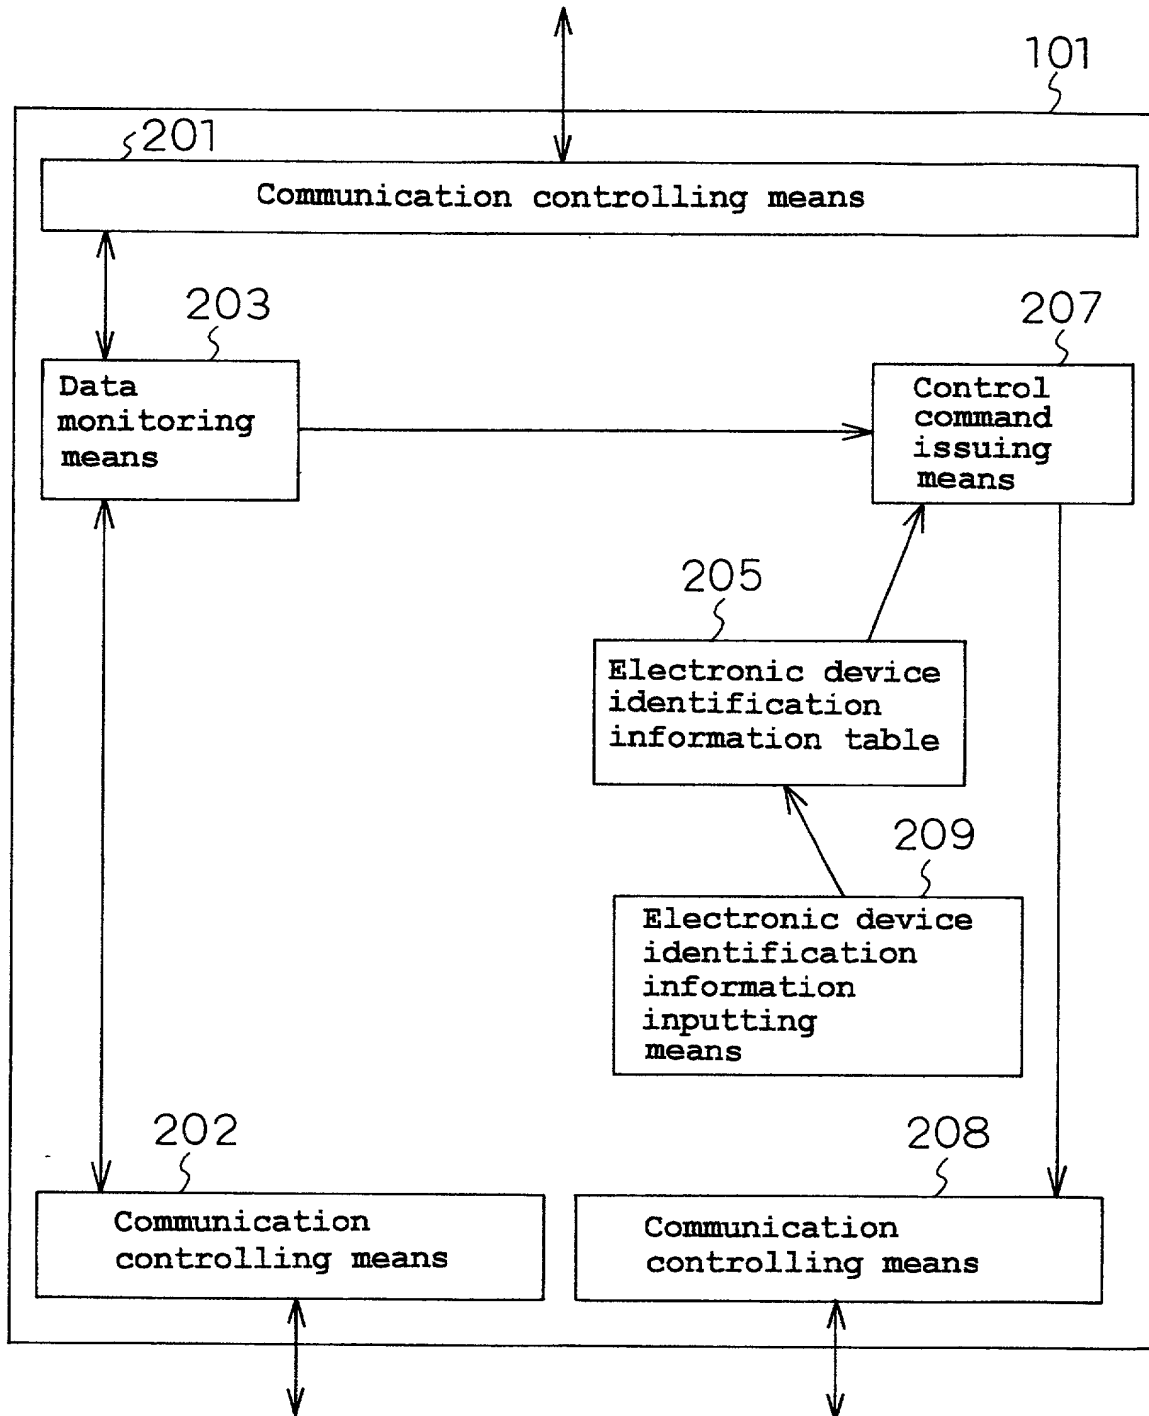 101
201
Communication controlling means
203
Data
monitoring
means
207
Control
command
issuing
means
205
Electronic device
identification
information table
209
Electronic device
identification
information
inputting
means
202
Communication
controlling means
208
Communication
controlling means